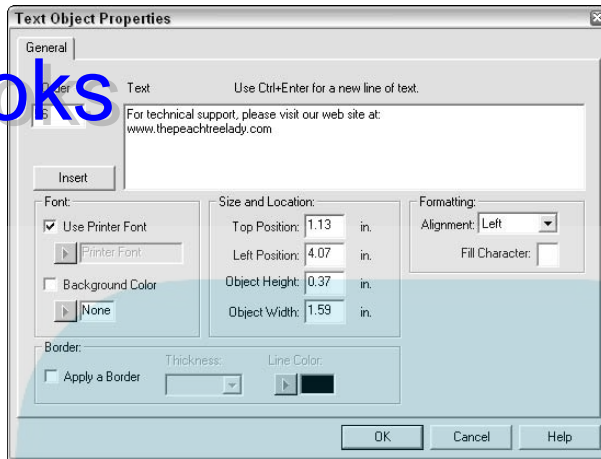 Text Object Properties
General
Order Text Use Ctrl+Enter for a new line of text.
ooks
6 For technical support, please visit our web site at:
www.thepeachtreelady.com
Insert
Font: Size and Location: Formatting:
Use Printer Font Top Position: 1.13 in. Alignment: Left
Printer Font Left Position: 4.07 in. Fill Character:
Background Color Object Height: 0.37 in.
None Object Width: 1.59 in.
Border:
Apply a Border Thickness: Line Color:
OK Cancel Help